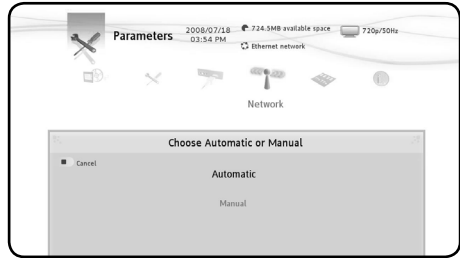 Parameters
2008/07/18
03:54 PM
724.5MB available space
720p/50Hz
Ethernet network
Network
Choose Automatic or Manual
Cancel
Automatic
Manual